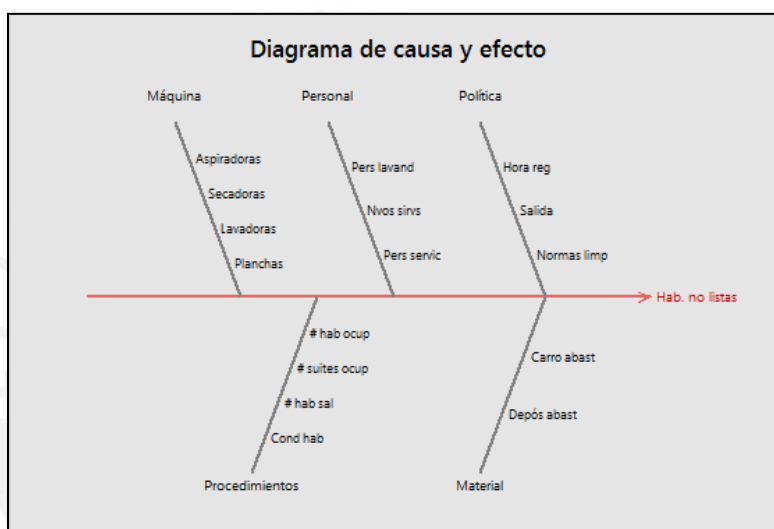 Diagrama de causa y efecto
Máquina
Personal
Política
Aspiradoras
Secadoras
Lavadoras
Planchas
Pers lavand
Nvos sirvs
Pers servic
Hora reg
Salida
Normas limp
Hab. no listas
# hab ocup
# suites ocup
# hab sal
Cond hab
Carro abast
Depós abast
Procedimientos
Material